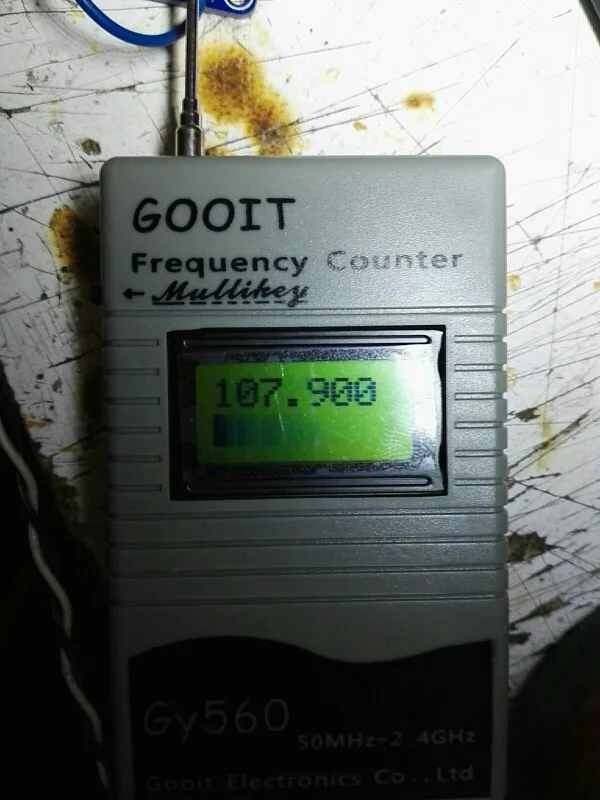 GOOIT
Frequency Counter
← Mullikey
107.900
Gy560
50MHz-2.4GHz
Gooit Electronics Co.,Ltd